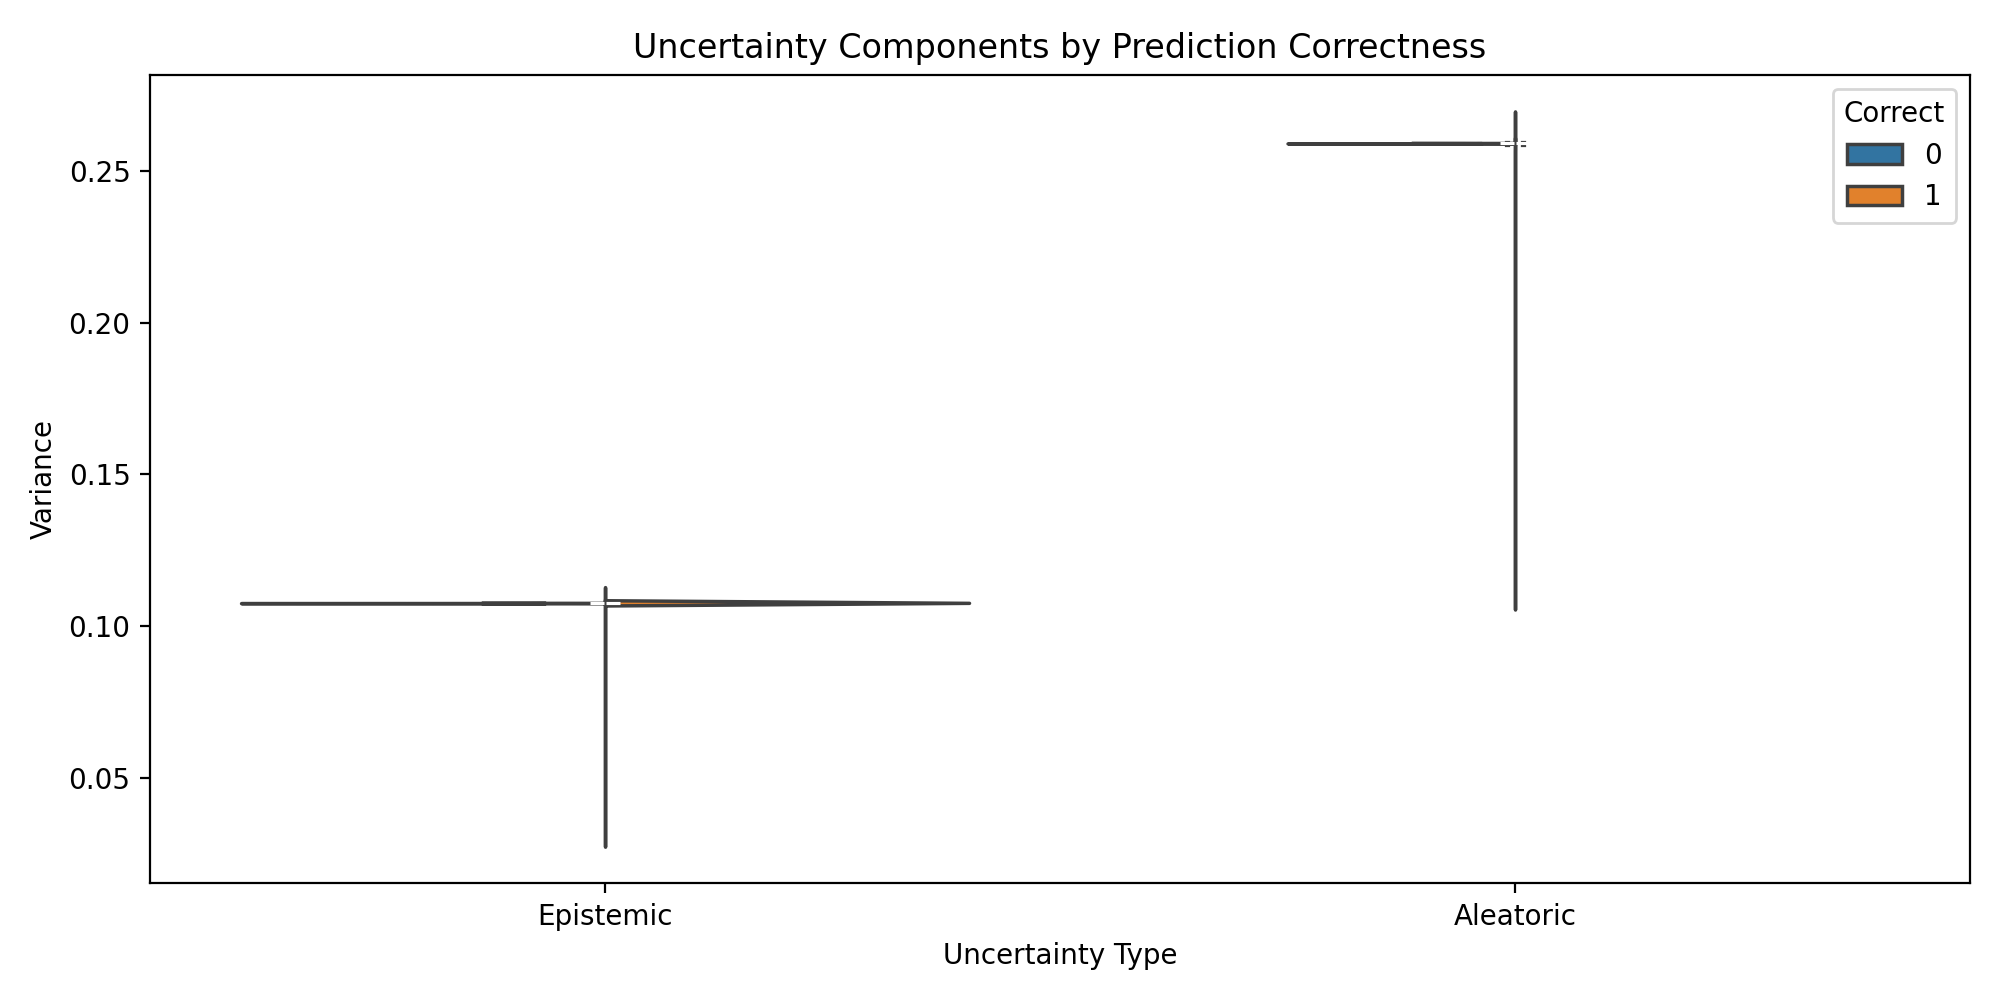 Uncertainty Components by Prediction Correctness
Correct
0
1
0.25
0.20
0.15
0.10
0.05
Variance
Epistemic
Aleatoric
Uncertainty Type